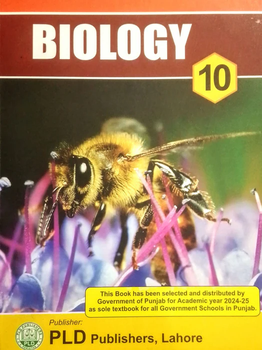 BIOLOGY
10
This Book has been selected and distributed by
Government of Punjab for Academic year 2024-25
as sole textbook for all Government Schools in Punjab.
Publisher:
PLD Publishers, Lahore
PLD